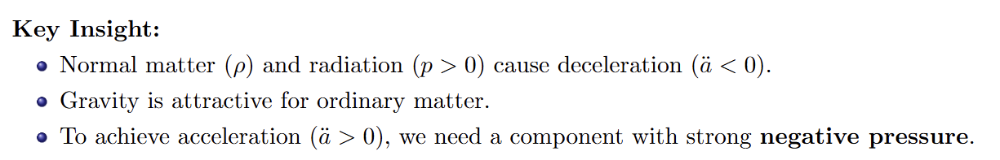 Key Insight:
• Normal matter (ρ) and radiation (p > 0) cause deceleration (ä < 0).
• Gravity is attractive for ordinary matter.
• To achieve acceleration (ä > 0), we need a component with strong negative pressure.